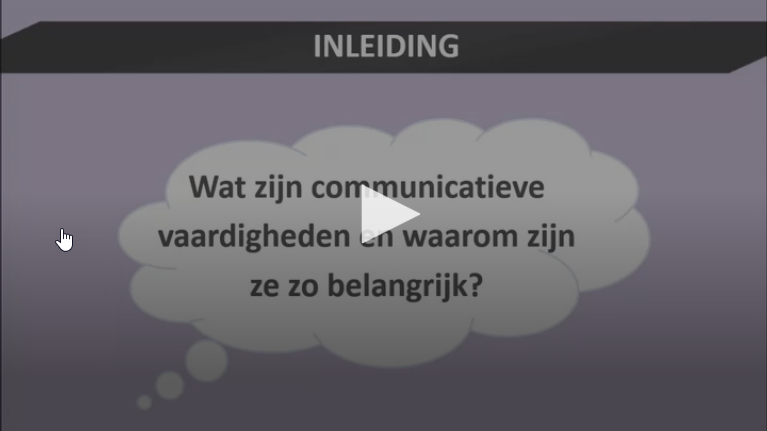 INLEIDING
Wat zijn communicatieve
vaardigheden en waarom zijn
ze zo belangrijk?